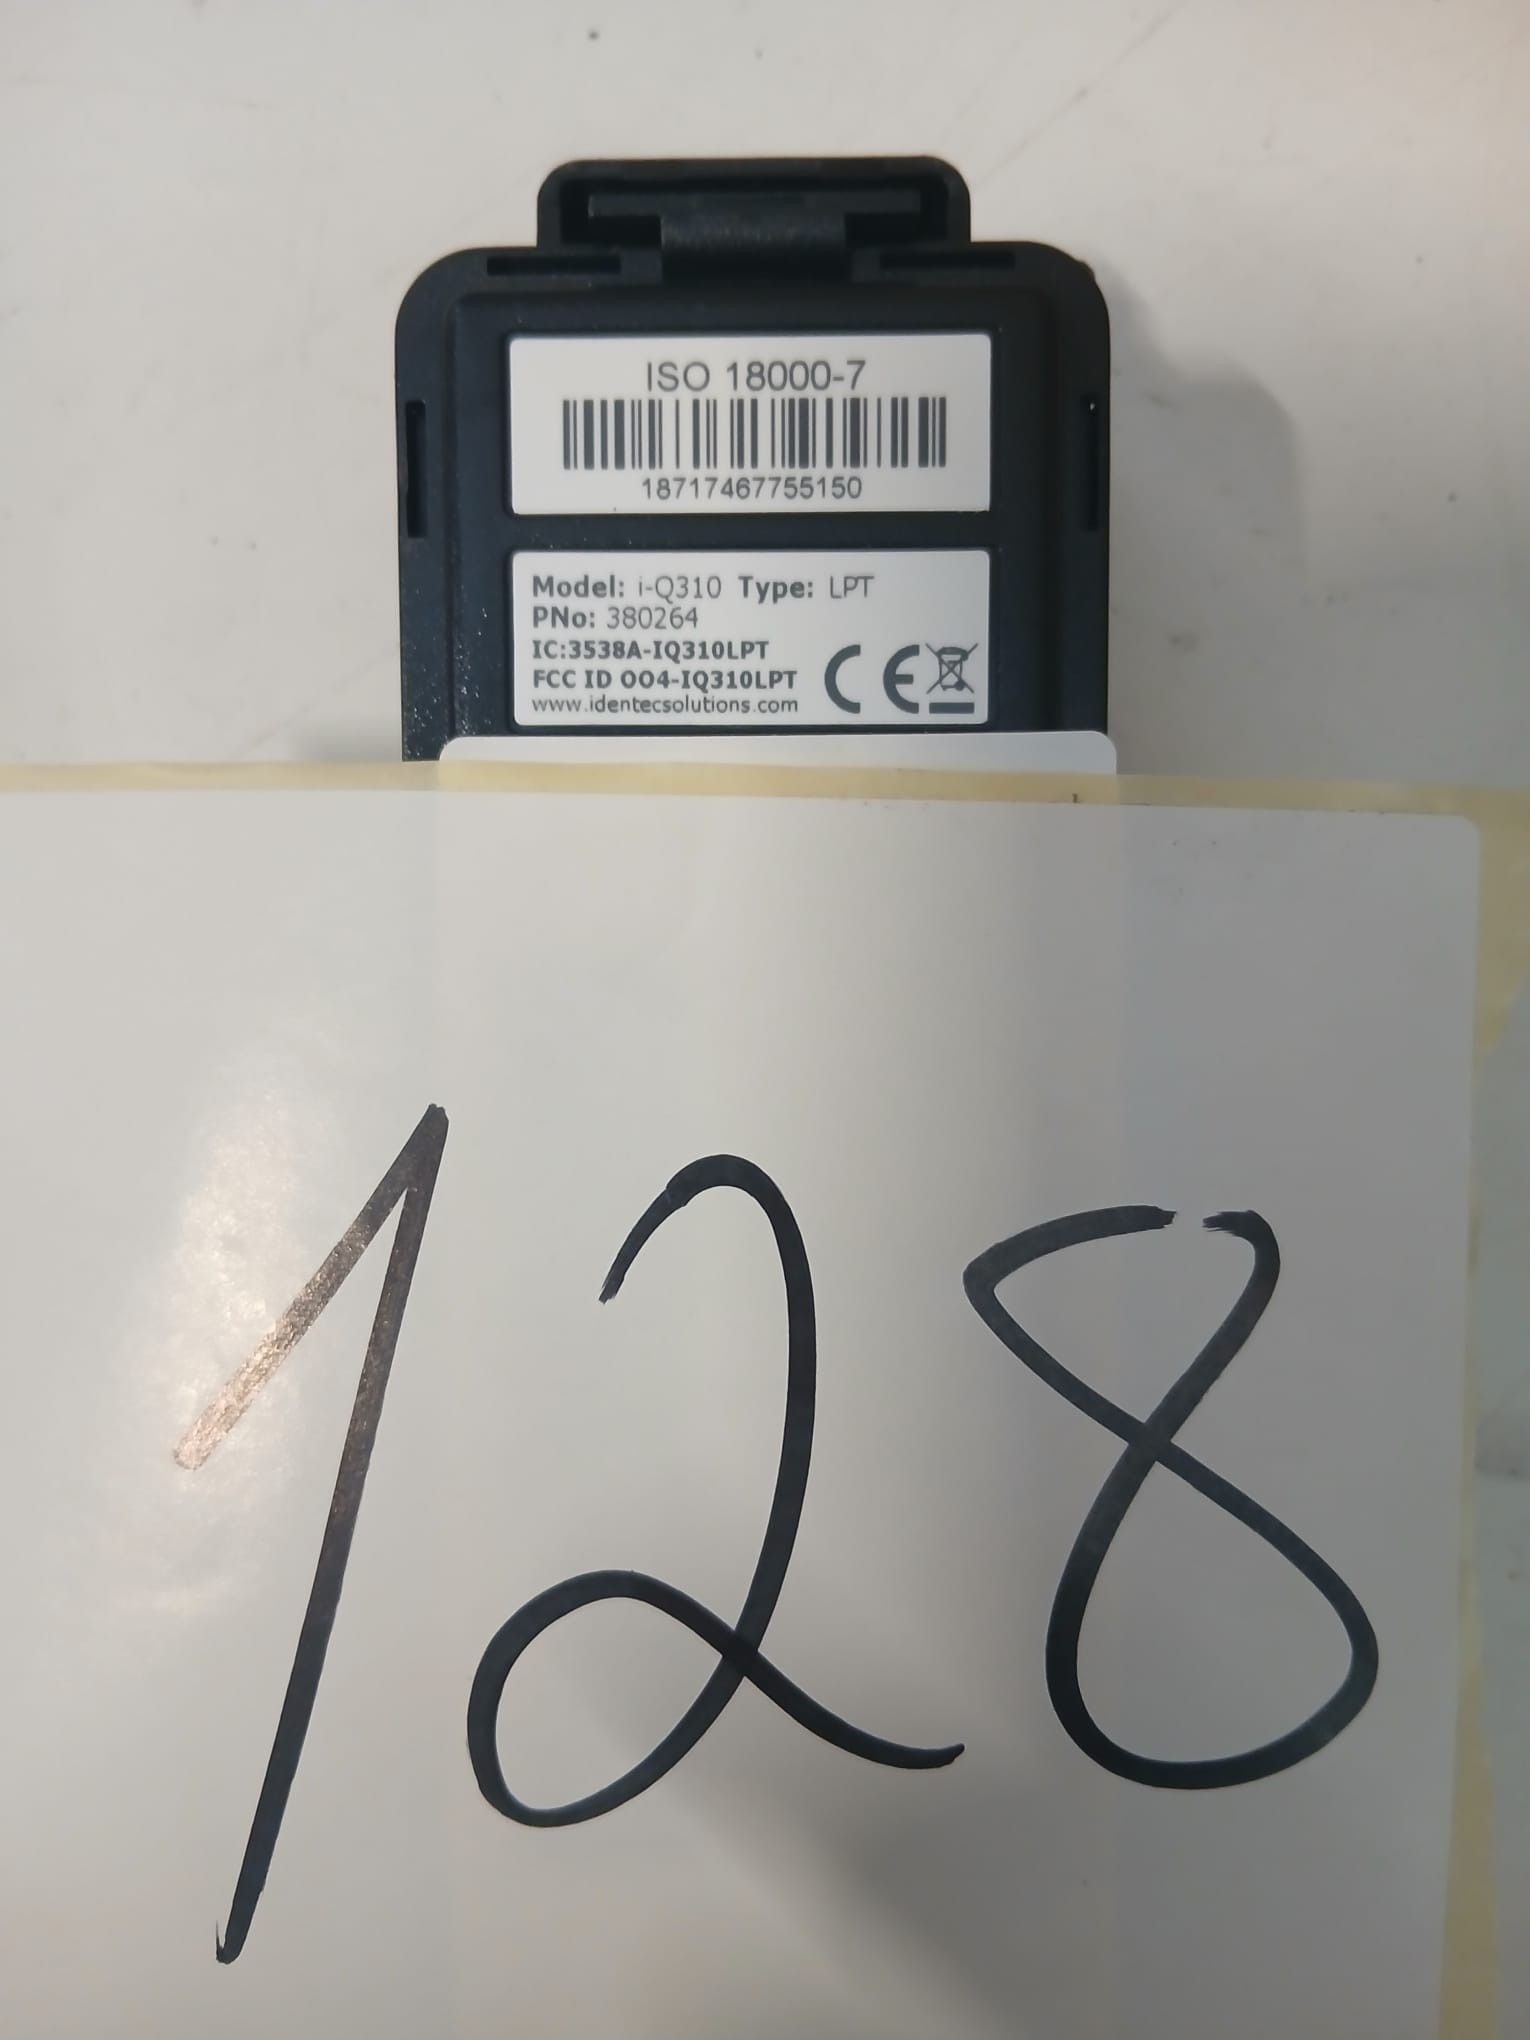 ISO 18000-7
18717467755150
Model: i-Q310 Type: LPT
PNo: 380264
IC:3538A-IQ310LPT
FCC ID OO4-IQ310LPT
www.identecsolutions.com
CE
128